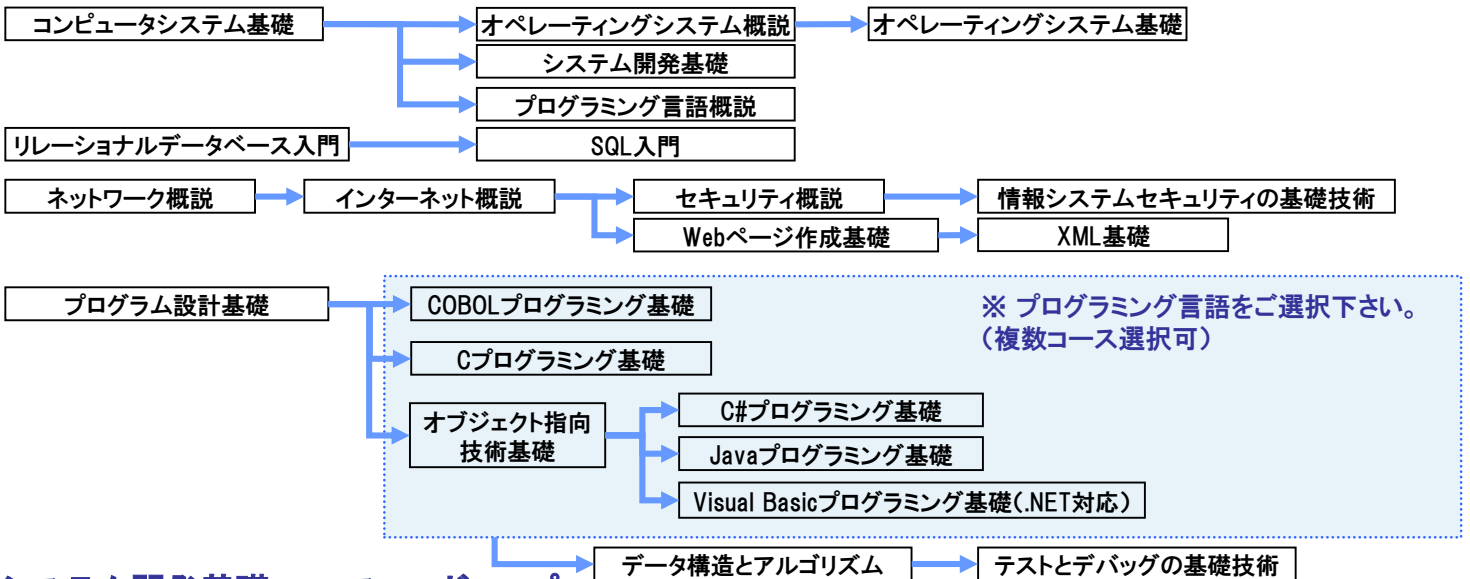 コンピュータシステム基礎
オペレーティングシステム概説
オペレーティングシステム基礎
システム開発基礎
プログラミング言語概説
リレーショナルデータベース入門
SQL入門
ネットワーク概説
インターネット概説
セキュリティ概説
情報システムセキュリティの基礎技術
Webページ作成基礎
XML基礎
プログラム設計基礎
COBOLプログラミング基礎
※ プログラミング言語をご選択下さい。
（複数コース選択可）
Cプログラミング基礎
オブジェクト指向
技術基礎
C#プログラミング基礎
Javaプログラミング基礎
Visual Basicプログラミング基礎(.NET対応）
データ構造とアルゴリズム
テストとデバッグの基礎技術